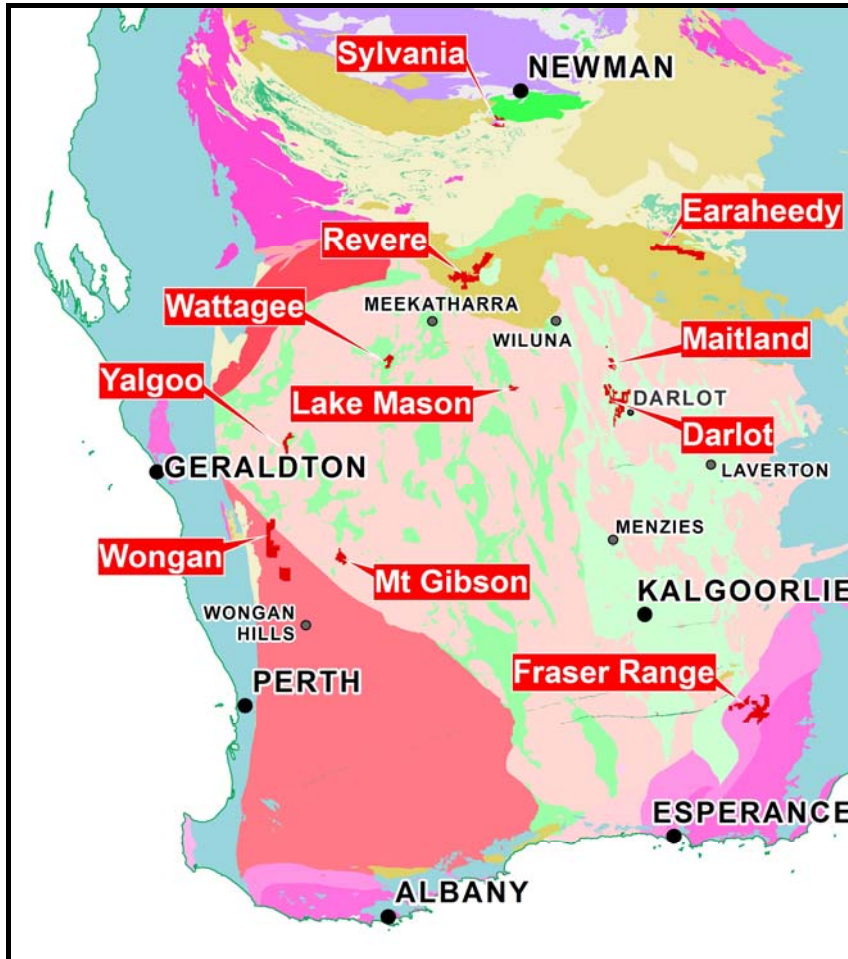 Sylvania
NEWMAN
Earaheedy
Revere
MEEKATHARRA
Wattagee
WILUNA
Maitland
Yalgoo
Lake Mason
DARLOT
Darlot
GERALDTON
LAVERTON
MENZIES
Wongan
Mt Gibson
KALGOORLIE
WONGAN
HILLS
Fraser Range
PERTH
ESPERANCE
ALBANY